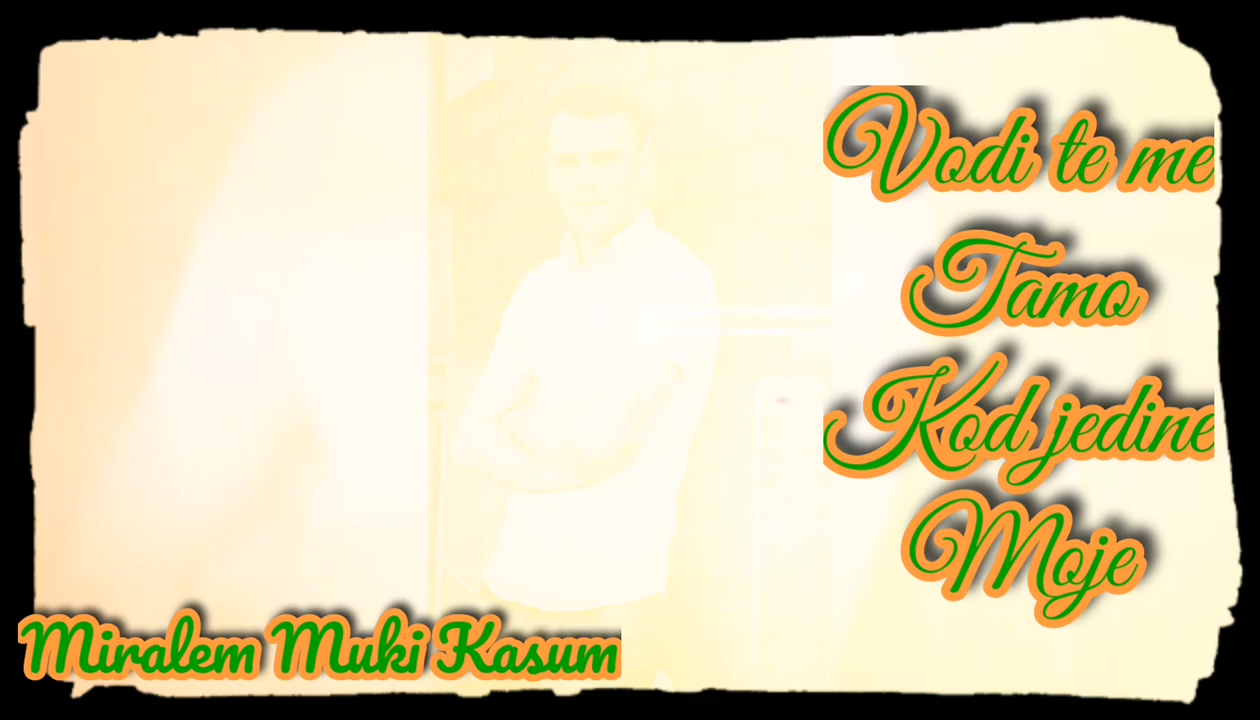 Vodi te me
Tamo
Kod jedine
Moje
Miralem Muki Kasum